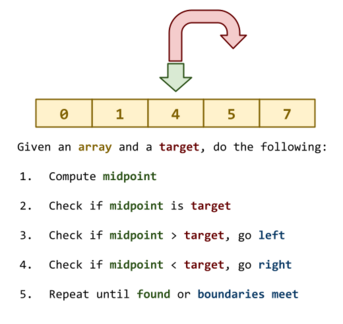 0 1 4 5 7
Given an array and a target, do the following:
1. Compute midpoint
2. Check if midpoint is target
3. Check if midpoint > target, go left
4. Check if midpoint < target, go right
5. Repeat until found or boundaries meet